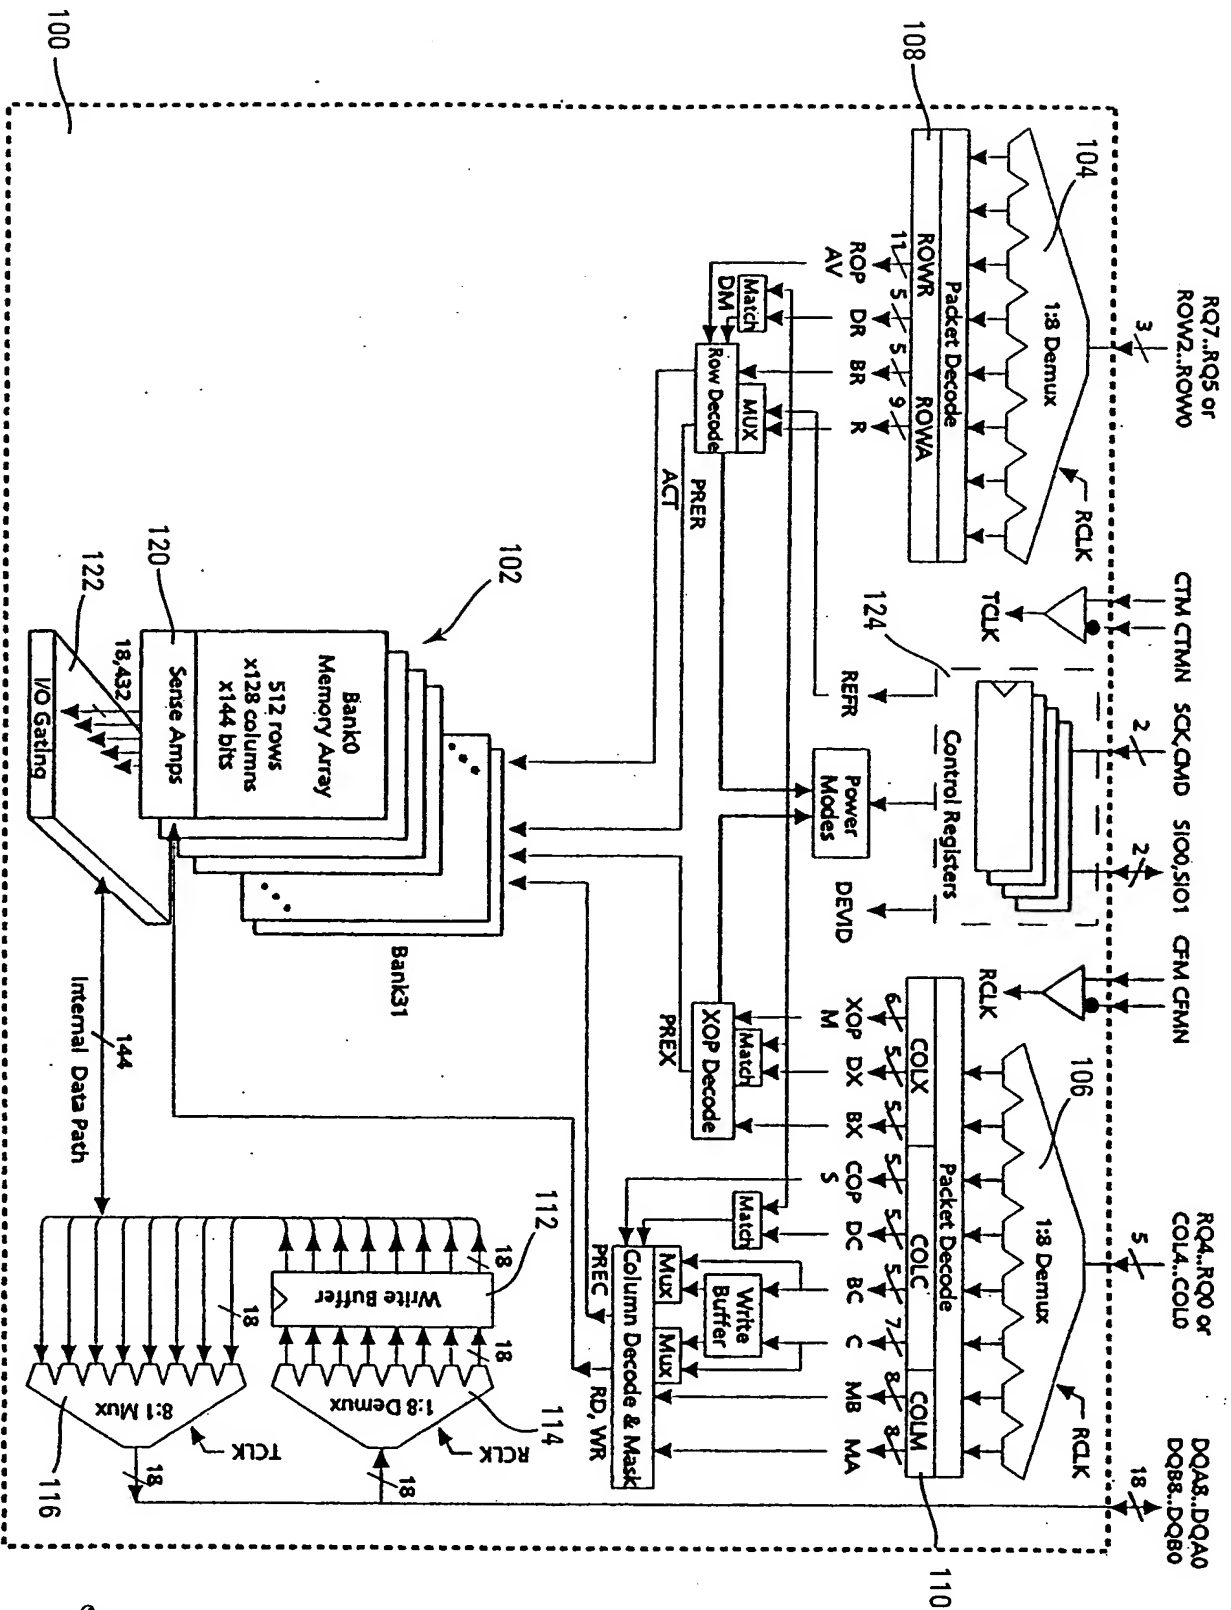 RQ7..RQ5 or
ROW2..ROW0
3
CTM CTMN
SCK,CMD
2
SIO0,SIO1
2
CFM CFMN
RQ4..RQ0 or
COL4..COL0
5
DQA8..DQA0
DQB8..DQB0
18
104
1:8 Demux
RCLK
TCLK
RCLK
106
1:8 Demux
RCLK
108
Packet Decode
ROWR
ROWA
124
Control Registers
Packet Decode
COLX
COLC
COLM
110
11
5
5
9
ROP
AV
DR
BR
R
REFR
Power
Modes
DEVID
6
5
5
5
5
5
7
8
8
XOP
M
DX
BX
COP
S
DC
BC
C
MB
MA
Match
DM
MUX
Row Decode
Match
XOP Decode
Match
Write
Buffer
Mux
Mux
Column Decode & Mask
PRER
ACT
PREX
PREC
RD, WR
102
Bank0
Memory Array
512 rows
x128 columns
x144 bits
Bank31
120
Sense Amps
122
18,432
I/O Gating
144
Internal Data Path
112
18
Write Buffer
18
1:8 Demux
114
RCLK
18
18
8:1 Mux
116
TCLK
18
100